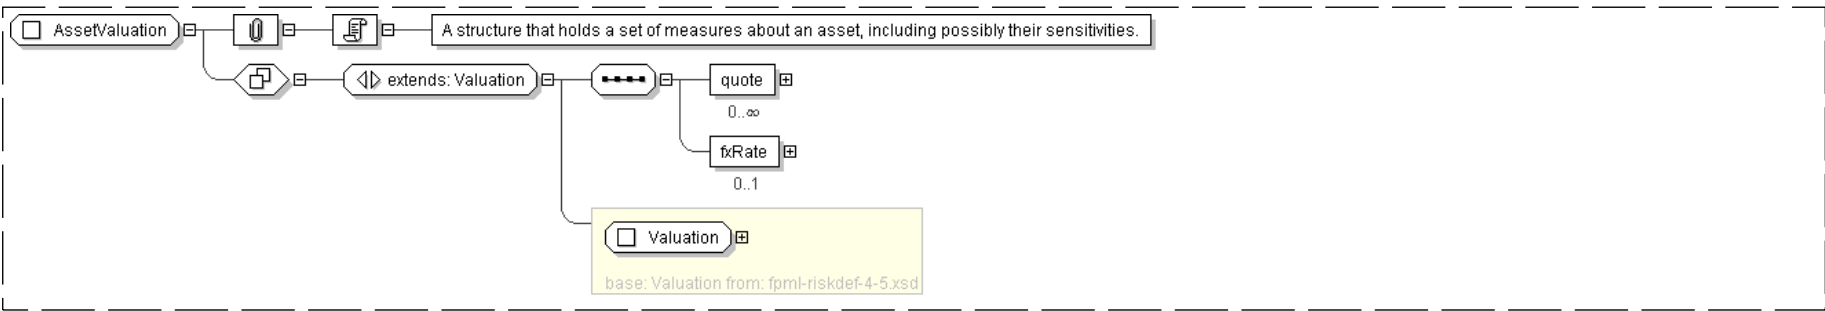 AssetValuation
A structure that holds a set of measures about an asset, including possibly their sensitivities.
extends: Valuation
quote
0..∞
fxRate
0..1
Valuation
base: Valuation from: fpml-riskdef-4-5.xsd